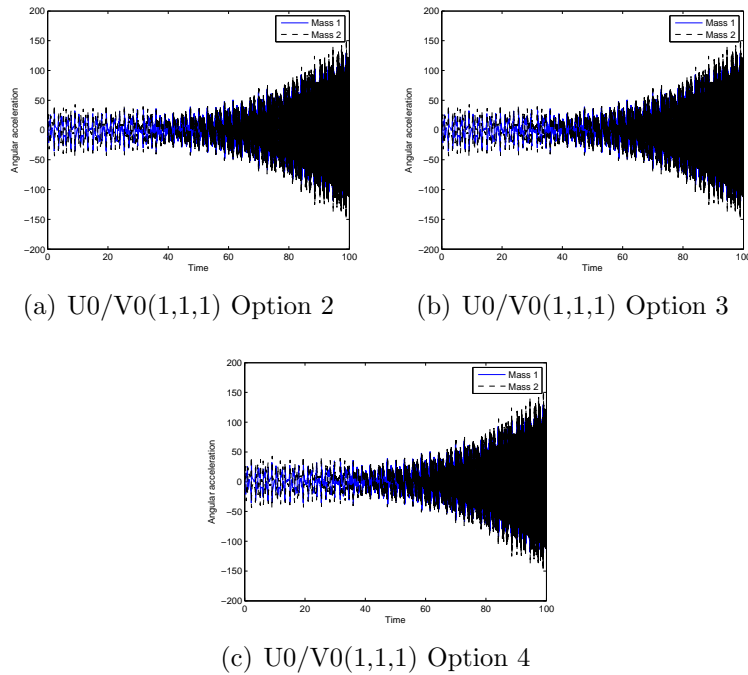 200
150
100
50
0
−50
−100
−150
−200
0 20 40 60 80 100
Angular acceleration
Time
Mass 1
Mass 2
(a) U0/V0(1,1,1) Option 2
200
150
100
50
0
−50
−100
−150
−200
0 20 40 60 80 100
Angular acceleration
Time
Mass 1
Mass 2
(b) U0/V0(1,1,1) Option 3
200
150
100
50
0
−50
−100
−150
−200
0 20 40 60 80 100
Angular acceleration
Time
Mass 1
Mass 2
(c) U0/V0(1,1,1) Option 4